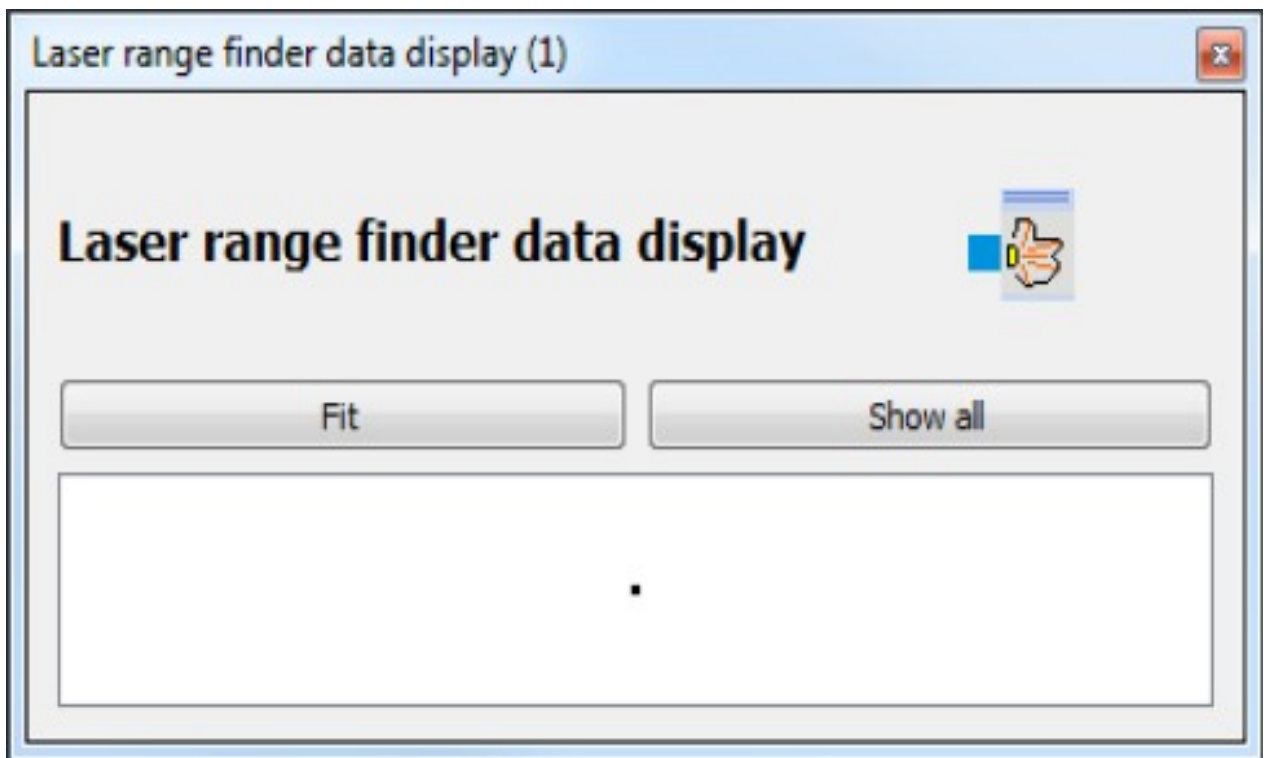 Laser range finder data display (1)
Laser range finder data display
Fit
Show all